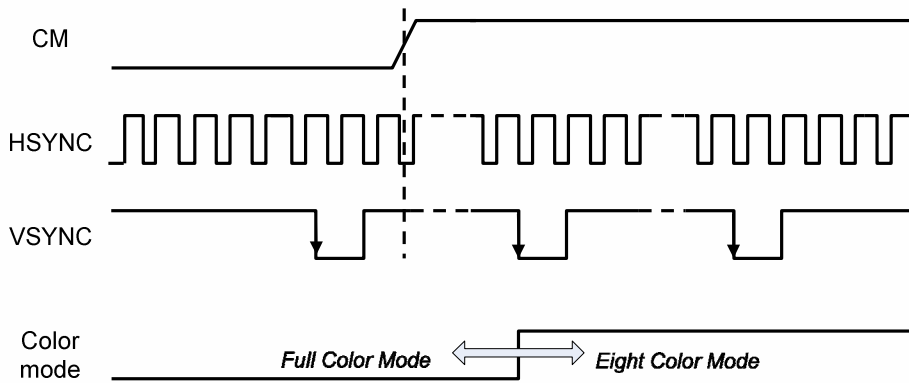 CM
HSYNC
VSYNC
Color
mode
Full Color Mode
Eight Color Mode